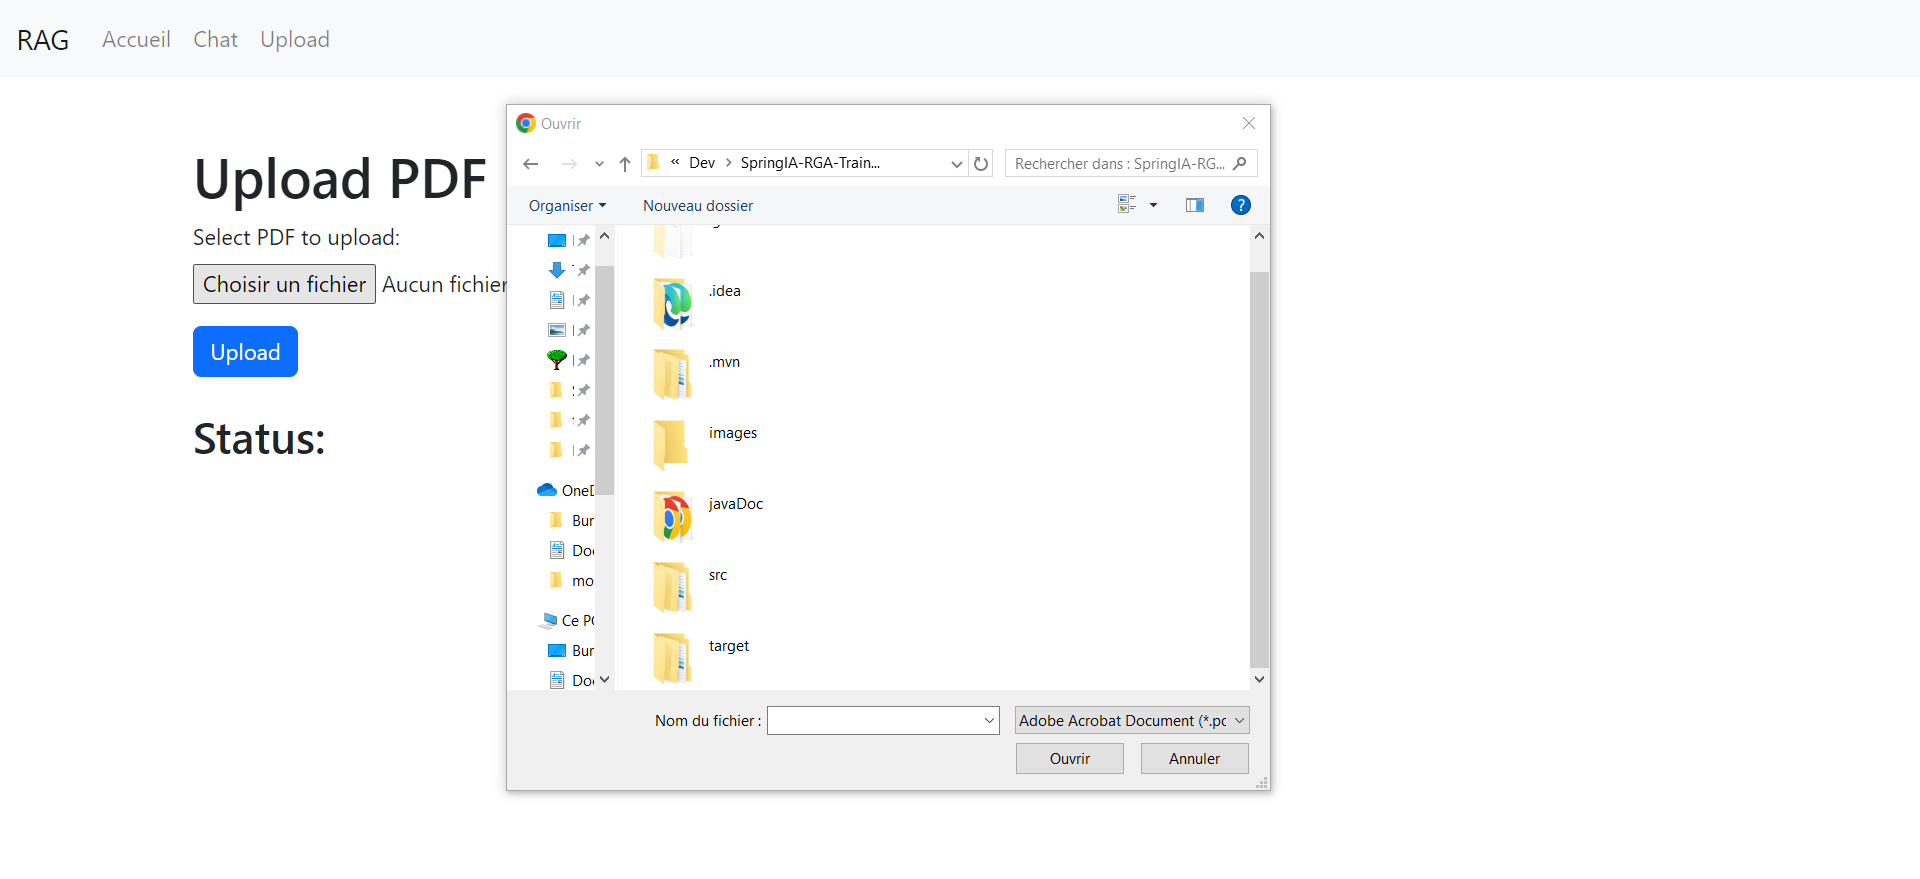 RAG Accueil Chat Upload
Upload PDF
Select PDF to upload:
Choisir un fichier Aucun fichier
Upload
Status:
Ouvrir
« Dev > SpringIA-RGA-Train...
Rechercher dans : SpringIA-RG...
Organiser Nouveau dossier
OneD
Bur
Doc
mo
Ce PC
Bur
Doc
.idea
.mvn
images
javaDoc
src
target
Nom du fichier :
Adobe Acrobat Document (*.pd
Ouvrir Annuler